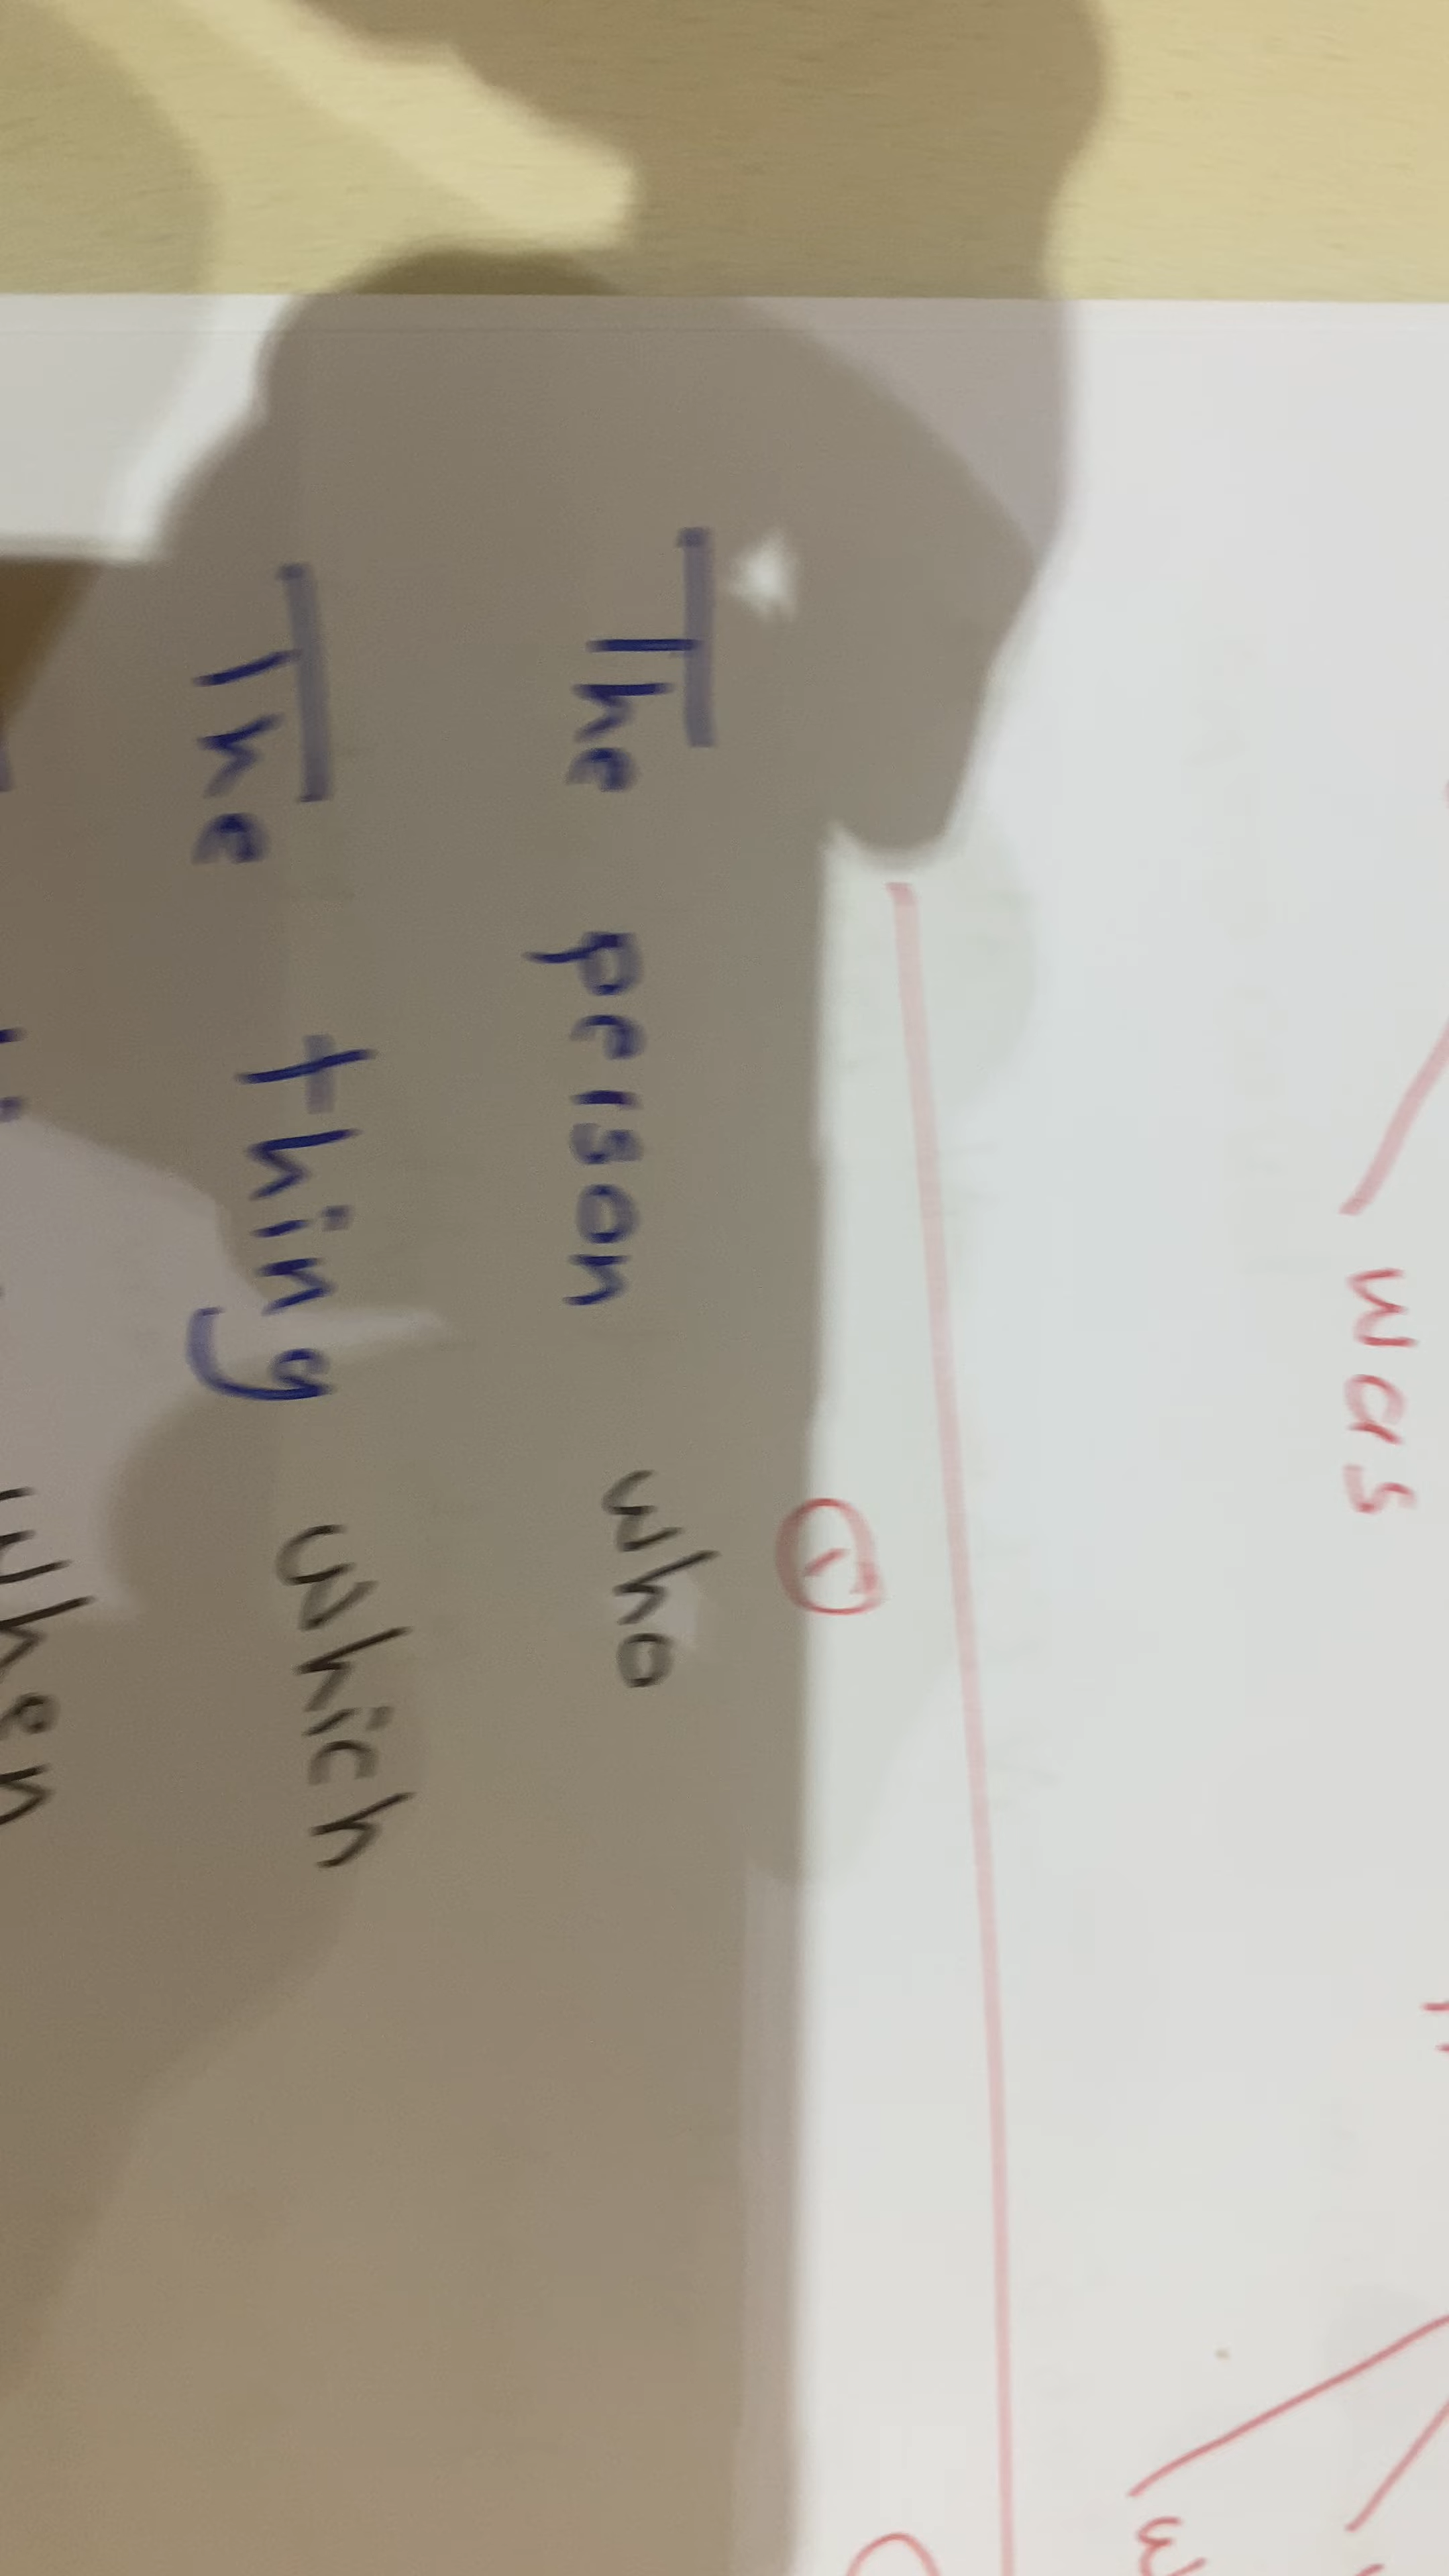 was
①
The person who
The thing which
when